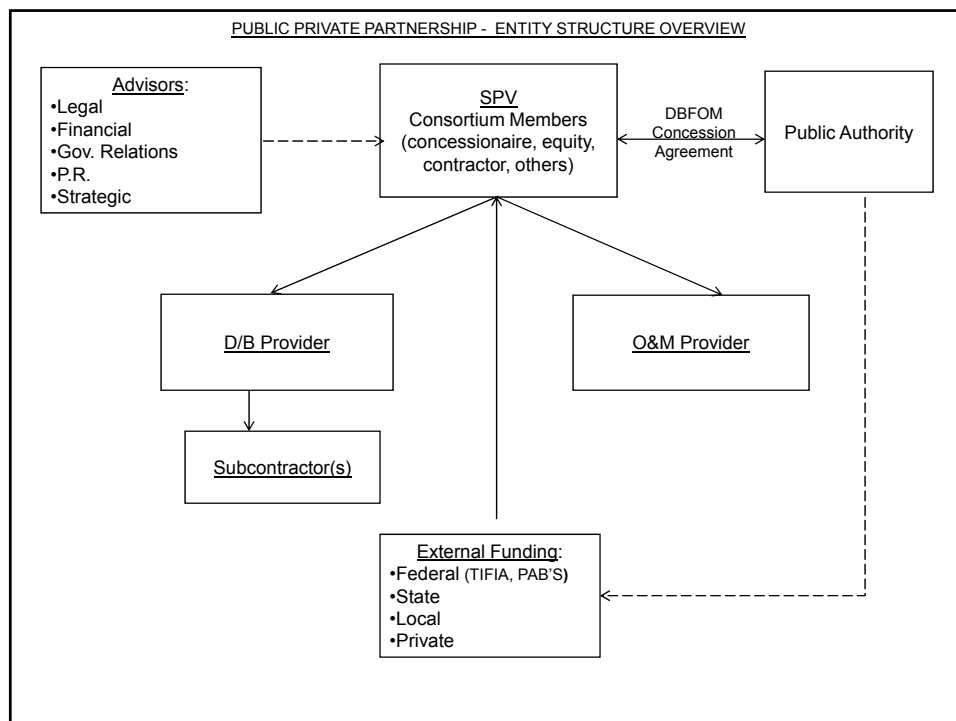 PUBLIC PRIVATE PARTNERSHIP - ENTITY STRUCTURE OVERVIEW
Advisors:
•Legal
•Financial
•Gov. Relations
•P.R.
•Strategic
SPV
Consortium Members
(concessionaire, equity,
contractor, others)
DBFOM
Concession
Agreement
Public Authority
D/B Provider
O&M Provider
Subcontractor(s)
External Funding:
•Federal (TIFIA, PAB'S)
•State
•Local
•Private